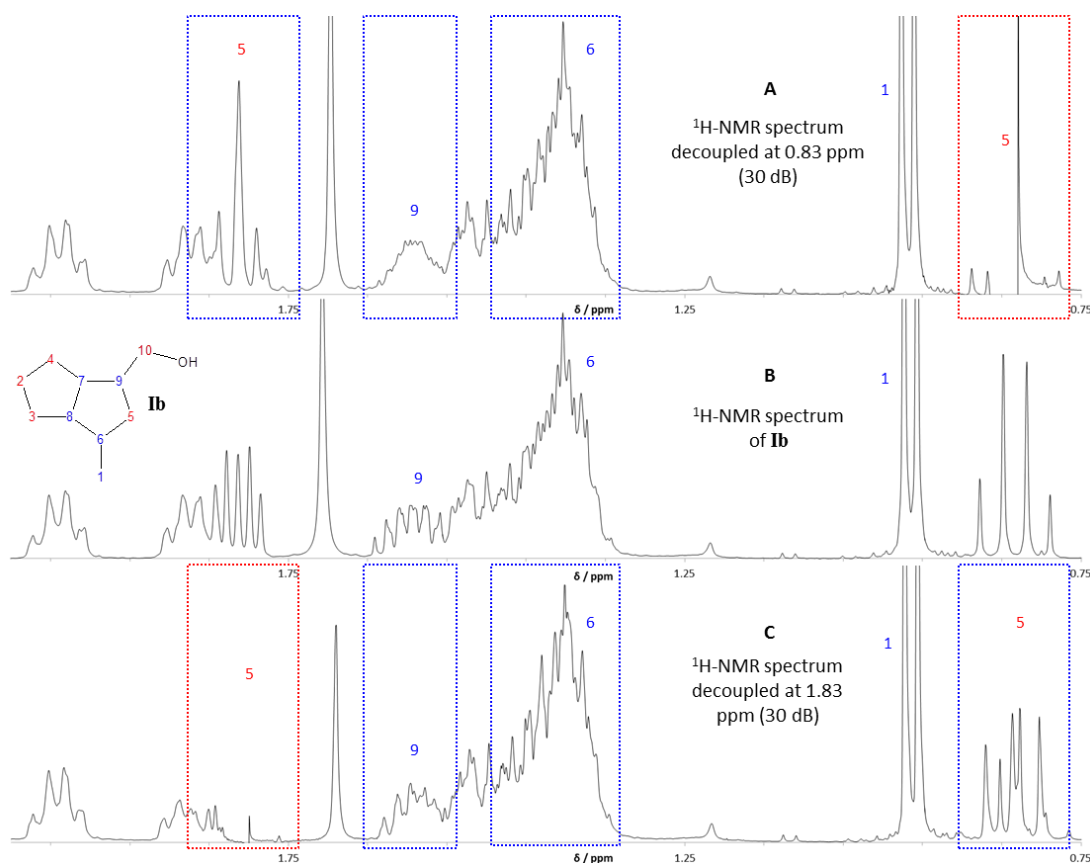 5
9
6
1
5
A
¹H-NMR spectrum
decoupled at 0.83 ppm
(30 dB)
1.75
δ / ppm
1.25
0.75
10
OH
4
7
9
2
5
Ib
3
8
6
1
9
6
1
B
¹H-NMR spectrum
of Ib
1.75
δ / ppm
1.25
0.75
5
9
6
1
5
C
¹H-NMR spectrum
decoupled at 1.83
ppm (30 dB)
1.75
δ / ppm
1.25
0.75